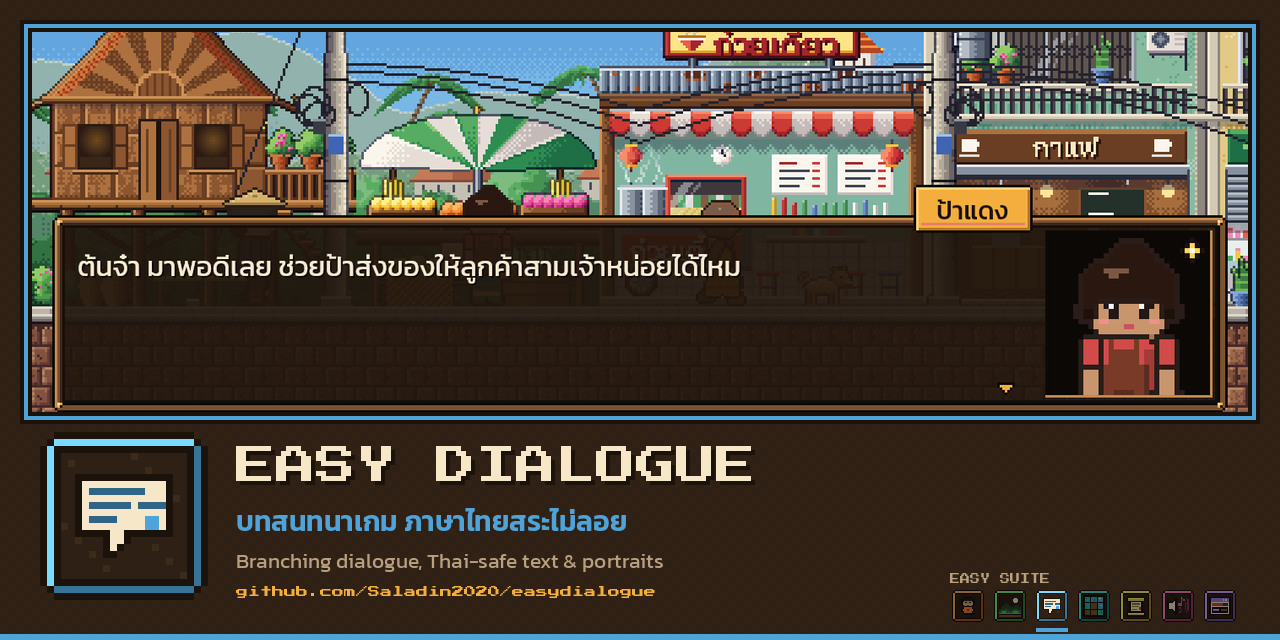 ก๋วยเตี๋ยว
กาแฟ
ป้าแดง
ต้นจ๋า มาพอดีเลย ช่วยป้าส่งของให้ลูกค้าสามเจ้าหน่อยได้ไหม
EASY DIALOGUE
บทสนทนาเกม ภาษาไทยสระไม่ลอย
Branching dialogue, Thai-safe text & portraits
github.com/Saladin2020/easydialogue
EASY SUITE